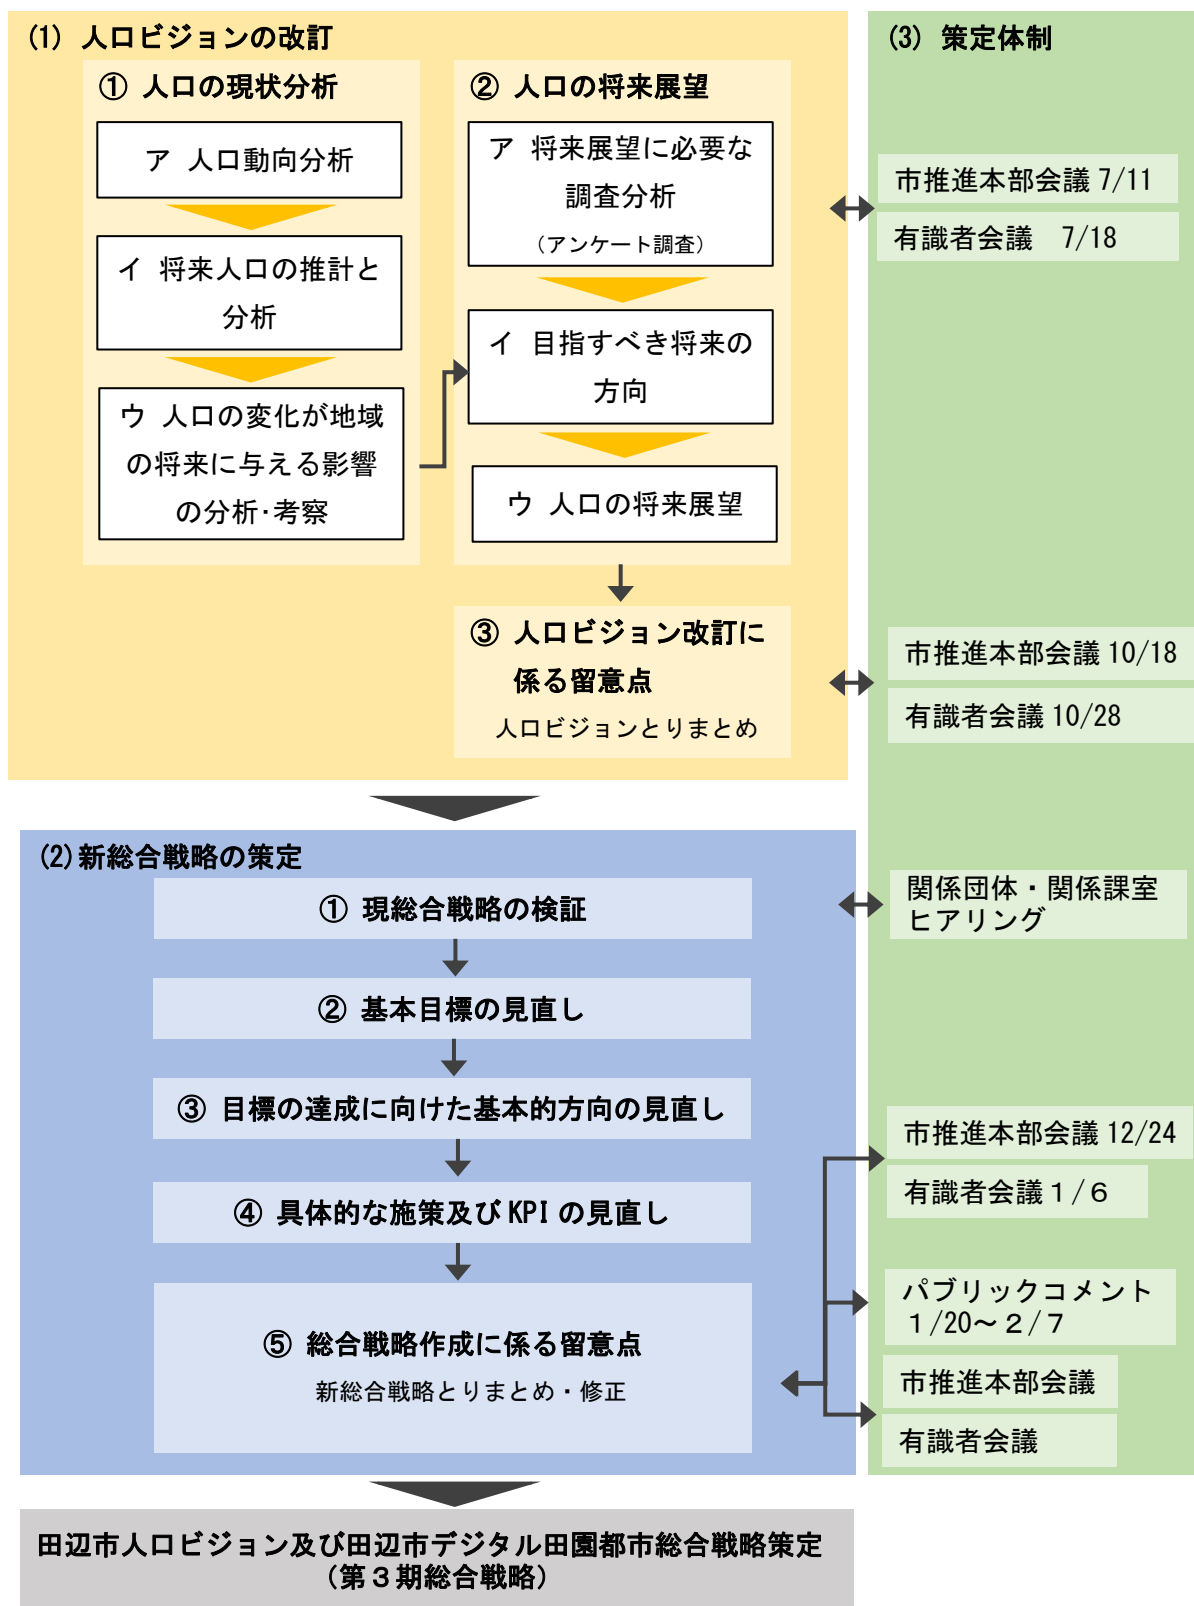 (1) 人口ビジョンの改訂
① 人口の現状分析
ア 人口動向分析
イ 将来人口の推計と
分析
ウ 人口の変化が地域
の将来に与える影響
の分析･考察
② 人口の将来展望
ア 将来展望に必要な
調査分析
（アンケート調査）
イ 目指すべき将来の
方向
ウ 人口の将来展望
③ 人口ビジョン改訂に
係る留意点
人口ビジョンとりまとめ
(2)新総合戦略の策定
① 現総合戦略の検証
② 基本目標の見直し
③ 目標の達成に向けた基本的方向の見直し
④ 具体的な施策及び KPI の見直し
⑤ 総合戦略作成に係る留意点
新総合戦略とりまとめ・修正
(3) 策定体制
市推進本部会議 7/11
有識者会議　7/18
市推進本部会議 10/18
有識者会議 10/28
関係団体・関係課室
ヒアリング
市推進本部会議 12/24
有識者会議１/６
パブリックコメント
１/20～２/７
市推進本部会議
有識者会議
田辺市人口ビジョン及び田辺市デジタル田園都市総合戦略策定
（第３期総合戦略）